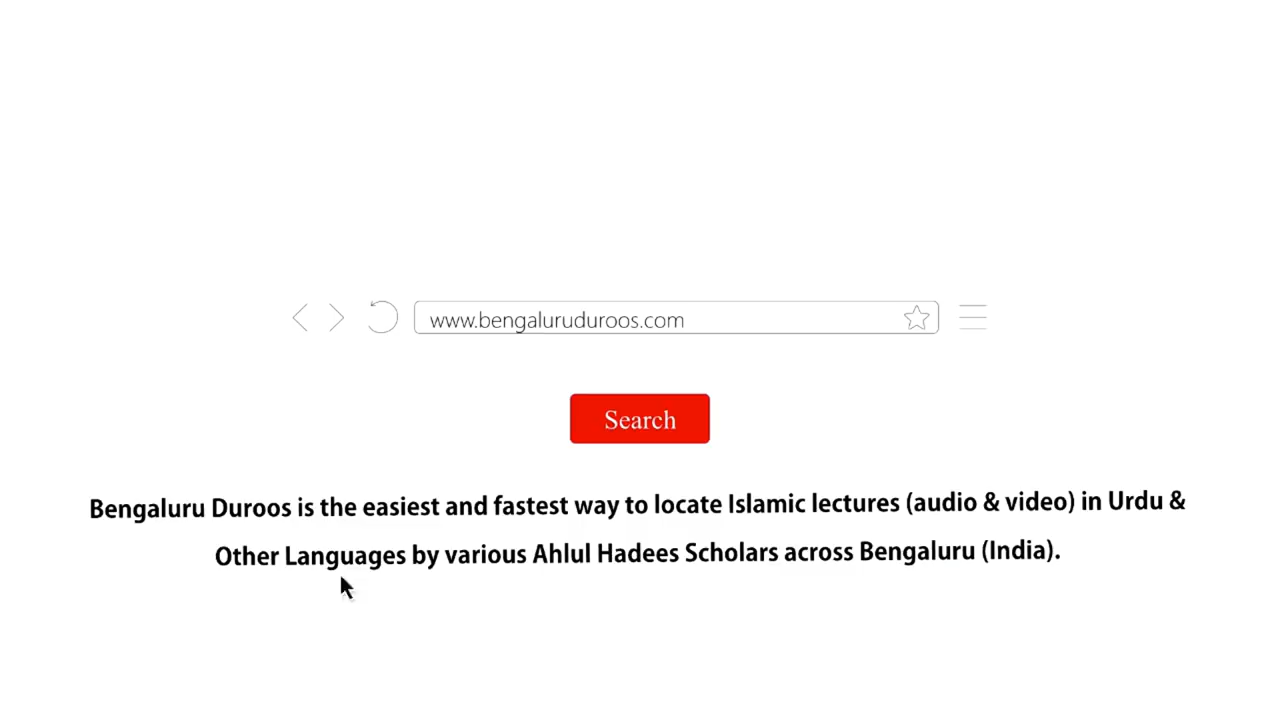 www.bengaluruduroos.com
Search
Bengaluru Duroos is the easiest and fastest way to locate Islamic lectures (audio & video) in Urdu &
Other Languages by various Ahlul Hadees Scholars across Bengaluru (India).